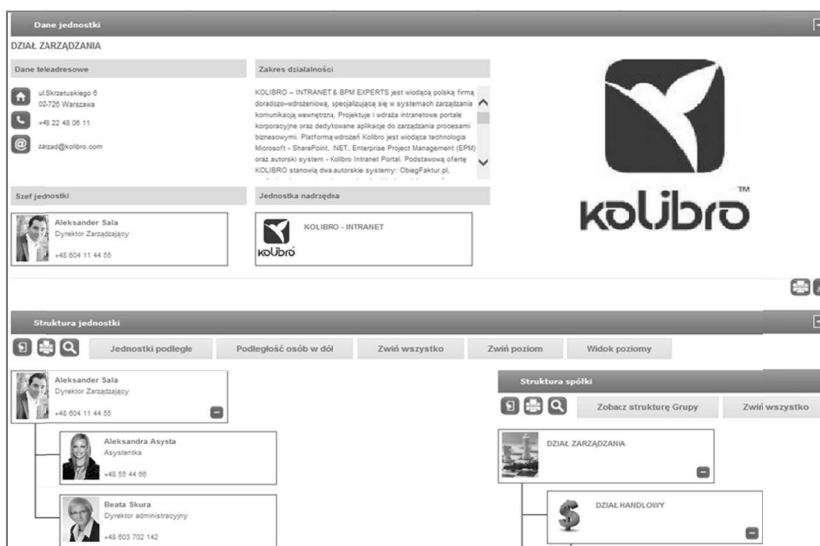 Dane jednostki
DZIAŁ ZARZĄDZANIA
Dane teleadresowe
ul.Skrzetuskiego 6
02-726 Warszawa
+48 22 48 06 11
zarzad@kolibro.com
Zakres działalności
KOLIBRO – INTRANET & BPM EXPERTS jest wiodącą polską firmą
doradczo-wdrożeniową, specjalizującą się w systemach zarządzania
komunikacją wewnętrzną. Projektuje i wdraża intranetowe portale
korporacyjne oraz dedykowane aplikacje do zarządzania procesami
biznesowymi. Platformą wdrożeń Kolibro jest wiodąca technologia
Microsoft - SharePoint, .NET, Enterprise Project Management (EPM)
oraz autorski system - Kolibro Intranet Portal. Podstawową ofertę
KOLIBRO stanowią dwa autorskie systemy: ObiegFaktur.pl,
kolibro TM
Szef jednostki
Aleksander Sala
Dyrektor Zarządzający
+48 604 11 44 55
Jednostka nadrzędna
KOLIBRO - INTRANET
kolibro
Struktura jednostki
Jednostki podległe
Podległość osób w dół
Zwiń wszystko
Zwiń poziom
Widok poziomy
Aleksander Sala
Dyrektor Zarządzający
+48 604 11 44 55
Aleksandra Asysta
Asystentka
+48 55 44 66
Beata Skura
Dyrektor administracyjny
+48 603 702 142
Struktura spółki
Zobacz strukturę Grupy
Zwiń wszystko
DZIAŁ ZARZĄDZANIA
DZIAŁ HANDLOWY